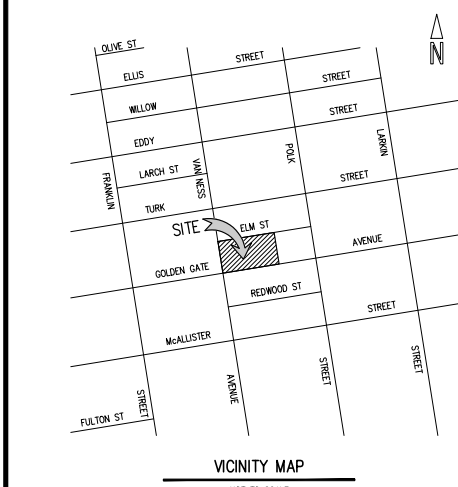 N
OLIVE ST
ELLIS
STREET
WILLOW
STREET
EDDY
STREET
LARCH ST
FRANKLIN
VAN NESS
POLK
LARKIN
TURK
STREET
SITE
ELM ST
GOLDEN GATE
AVENUE
REDWOOD ST
McALLISTER
STREET
STREET
AVENUE
STREET
STREET
FULTON ST
VICINITY MAP